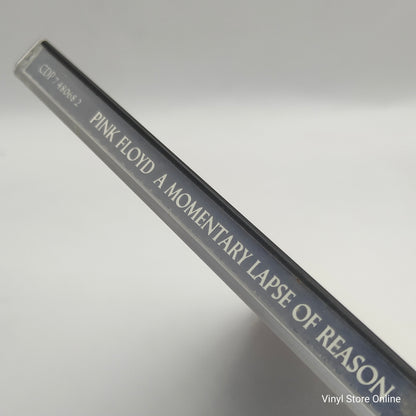 CDP 7 48068 2
PINK FLOYD A MOMENTARY LAPSE OF REASON
Vinyl Store Online